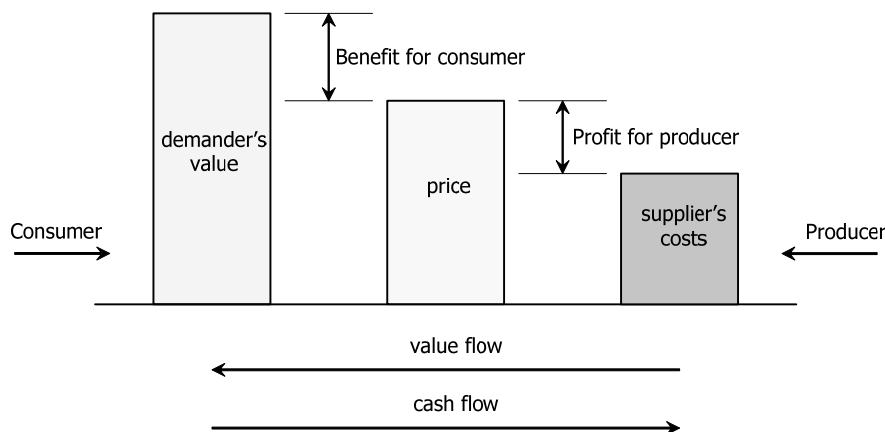 Benefit for consumer
demander's
value
Profit for producer
price
supplier's
costs
Consumer
Producer
value flow
cash flow